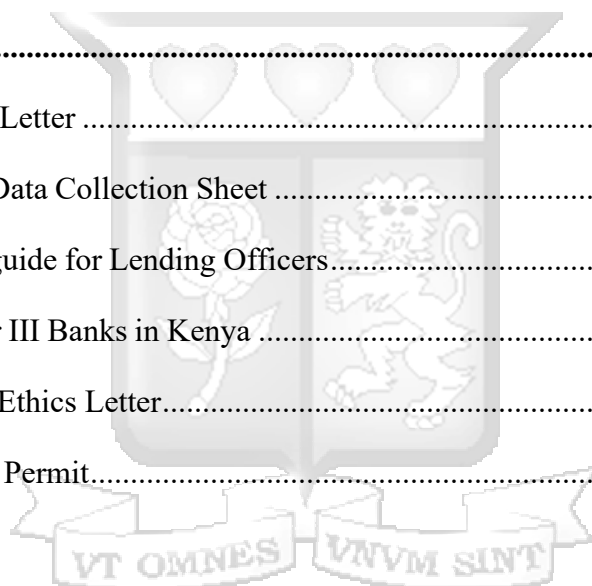 ................................................................
Letter ................................................................
Data Collection Sheet ................................................
guide for Lending Officers........................................
III Banks in Kenya ................................................
Ethics Letter........................................................
Permit................................................................
VT OMNES VNVM SINT